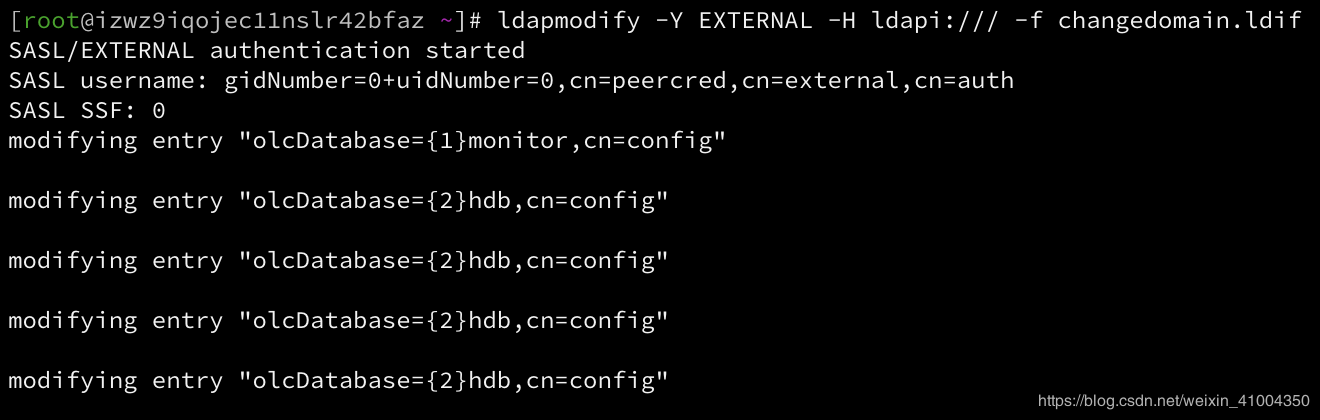 [root@izwz9iqojec11nslr42bfaz ~]# ldapmodify -Y EXTERNAL -H ldapi:/// -f changedomain.ldif
SASL/EXTERNAL authentication started
SASL username: gidNumber=0+uidNumber=0,cn=peercred,cn=external,cn=auth
SASL SSF: 0
modifying entry "olcDatabase={1}monitor,cn=config"
modifying entry "olcDatabase={2}hdb,cn=config"
modifying entry "olcDatabase={2}hdb,cn=config"
modifying entry "olcDatabase={2}hdb,cn=config"
modifying entry "olcDatabase={2}hdb,cn=config"
https://blog.csdn.net/weixin_41004350